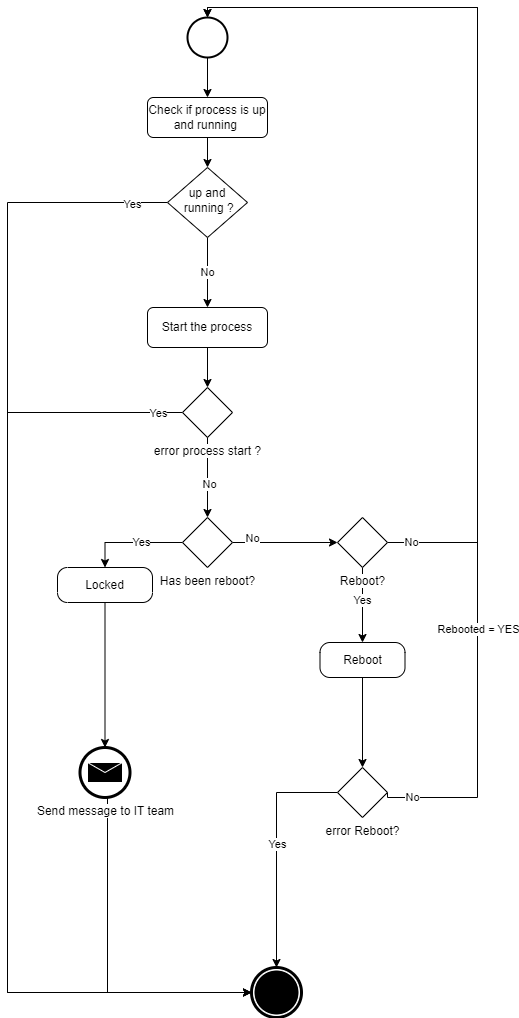 Check if process is up
and running
up and
running ?
Yes
No
Start the process
Yes
error process start ?
No
Yes
Has been reboot?
No
Reboot?
No
Locked
Yes
Rebooted = YES
Reboot
Send message to IT team
No
error Reboot?
Yes